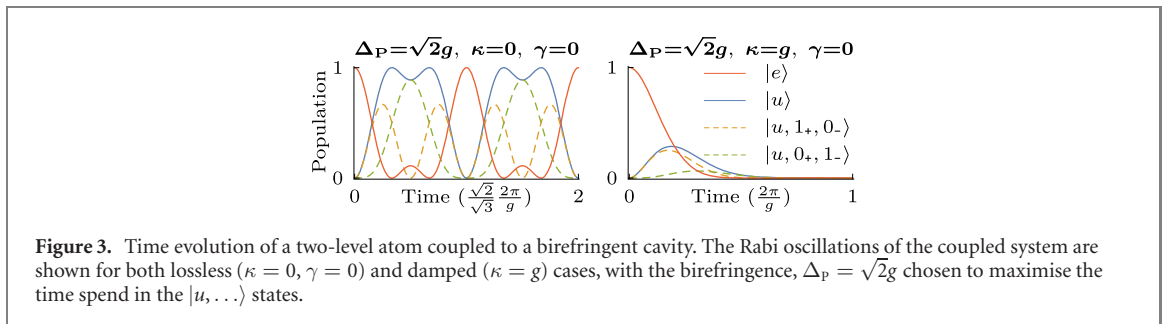 Δ_P=√2g, κ=0, γ=0
Δ_P=√2g, κ=g, γ=0
Population
1
0
0
Time (√2/√3 2π/g)
2
1
0
0
Time (2π/g)
1
|e⟩
|u⟩
|u, 1₊, 0₋⟩
|u, 0₊, 1₋⟩
Figure 3. Time evolution of a two-level atom coupled to a birefringent cavity. The Rabi oscillations of the coupled system are
shown for both lossless (κ = 0, γ = 0) and damped (κ = g) cases, with the birefringence, Δ_P = √2g chosen to maximise the
time spend in the |u, . . .⟩ states.